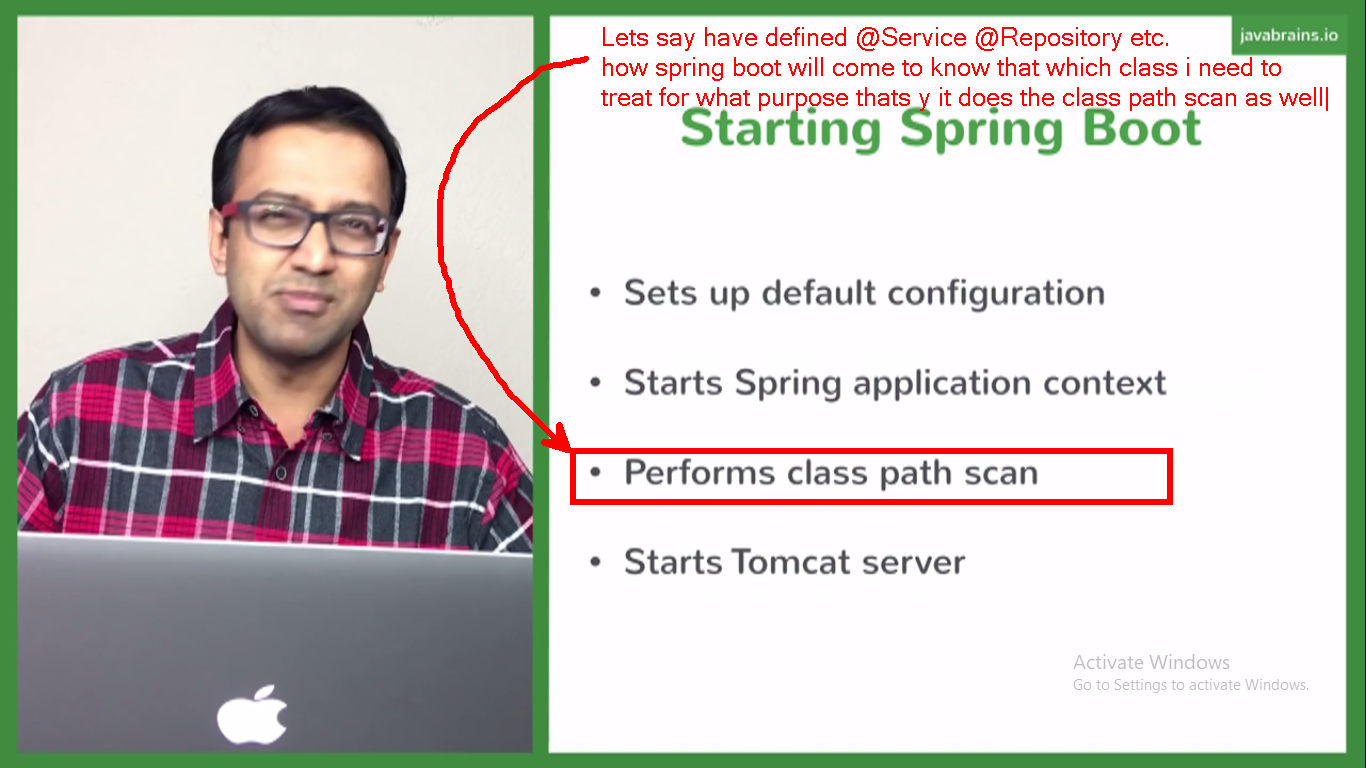 Lets say have defined @Service @Repository etc.
how spring boot will come to know that which class i need to
treat for what purpose thats y it does the class path scan as well
javabrains.io
Starting Spring Boot
• Sets up default configuration
• Starts Spring application context
• Performs class path scan
• Starts Tomcat server
Activate Windows
Go to Settings to activate Windows.